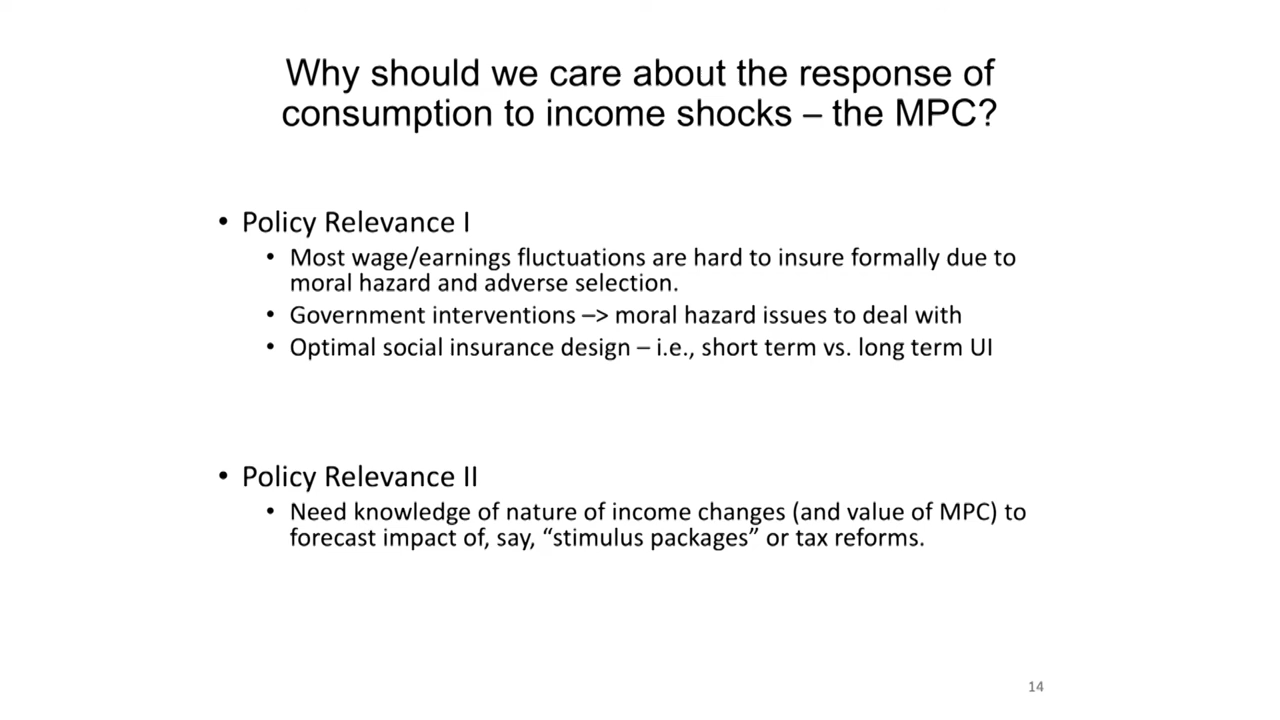 Why should we care about the response of
consumption to income shocks – the MPC?
• Policy Relevance I
• Most wage/earnings fluctuations are hard to insure formally due to
moral hazard and adverse selection.
• Government interventions –> moral hazard issues to deal with
• Optimal social insurance design – i.e., short term vs. long term UI
• Policy Relevance II
• Need knowledge of nature of income changes (and value of MPC) to
forecast impact of, say, “stimulus packages” or tax reforms.
14